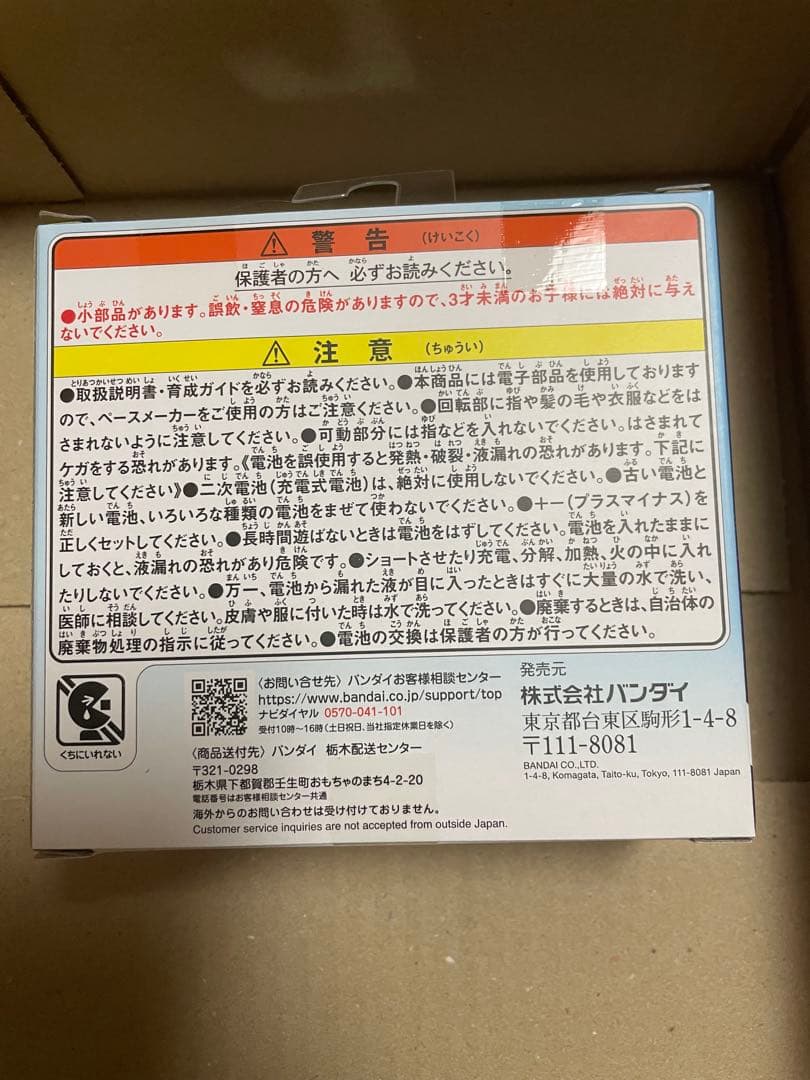 ⚠ 警告 (けいこく)
保護者の方へ 必ずお読みください。
●小部品があります。誤飲・窒息の危険がありますので、3才未満のお子様には絶対に与え
ないでください。
⚠ 注意 (ちゅうい)
●取扱説明書・育成ガイドを必ずお読みください。●本商品には電子部品を使用しております
ので、ペースメーカーをご使用の方はご注意ください。●回転部に指や髪の毛や衣服などをは
さまれないように注意してください。●可動部分には指などを入れないでください。はさまれて
ケガをする恐れがあります。《電池を誤使用すると発熱・破裂・液漏れの恐れがあります。下記に
注意してください》●二次電池(充電式電池)は、絶対に使用しないでください。●古い電池と
新しい電池、いろいろな種類の電池をまぜて使わないでください。●+-(プラスマイナス)を
正しくセットしてください。●長時間遊ばないときは電池をはずしてください。電池を入れたままに
しておくと、液漏れの恐れがあり危険です。●ショートさせたり充電、分解、加熱、火の中に入れ
たりしないでください。●万一、電池から漏れた液が目に入ったときはすぐに大量の水で洗い、
医師に相談してください。皮膚や服に付いた時は水で洗ってください。●廃棄するときは、自治体の
廃棄物処理の指示に従ってください。●電池の交換は保護者の方が行ってください。
くちにいれない
〈お問い合せ先〉バンダイお客様相談センター
https://www.bandai.co.jp/support/top
ナビダイヤル 0570-041-101
受付10時〜16時(土日祝日、当社指定休業日を除く)
〈商品送付先〉バンダイ 栃木配送センター
〒321-0298
栃木県下都賀郡壬生町おもちゃのまち4-2-20
電話番号はお客様相談センター共通
海外からのお問い合わせは受け付けておりません。
Customer service inquiries are not accepted from outside Japan.
発売元
株式会社バンダイ
東京都台東区駒形1-4-8
〒111-8081
BANDAI CO.,LTD.
1-4-8, Komagata, Taito-ku, Tokyo, 111-8081 Japan